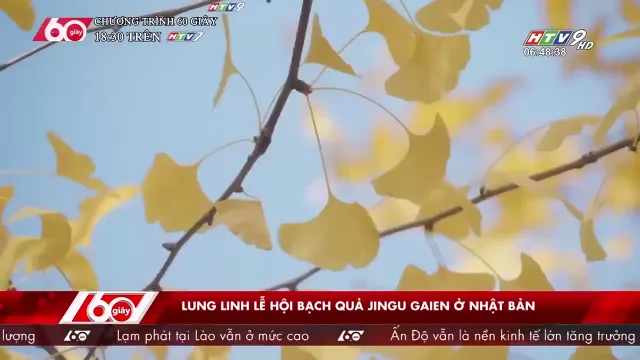 60 giây
CHƯƠNG TRÌNH 60 GIÂY HTV9
18:30 TRÊN HTV7
HTV9 HD
06:48:38
60 giây
LUNG LINH LỄ HỘI BẠCH QUẢ JINGU GAIEN Ở NHẬT BẢN
lượng 60 Lạm phát tại Lào vẫn ở mức cao 60 Ấn Độ vẫn là nền kinh tế lớn tăng trưởng